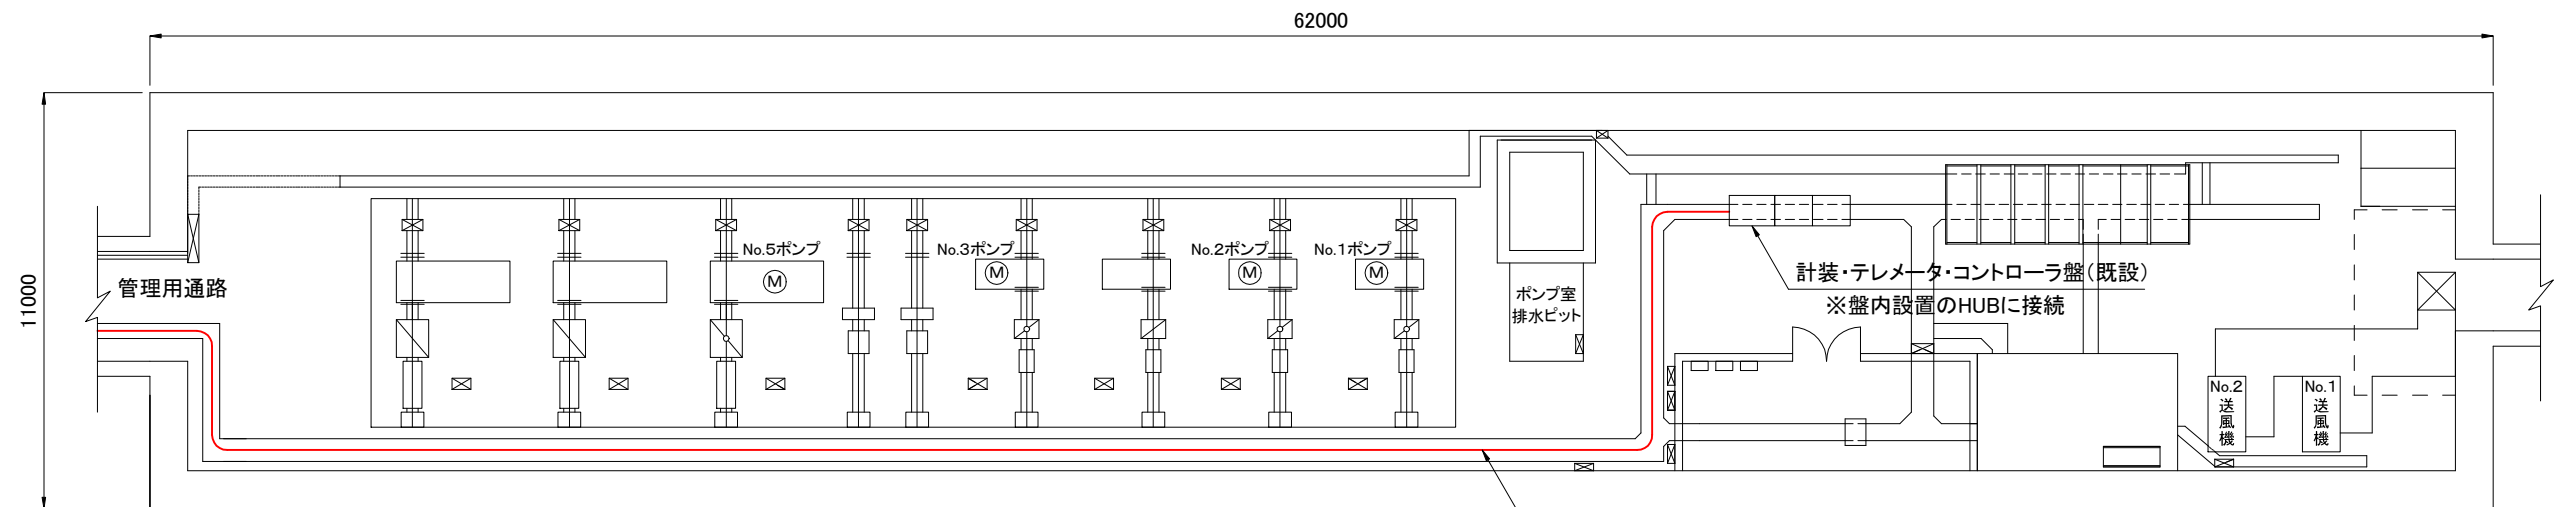 62000
11000
No.5ポンプ
No.3ポンプ
No.2ポンプ
No.1ポンプ
M
M
M
M
管理用通路
ポンプ室
排水ピット
計装・テレメータ・コントローラ盤(既設)
※盤内設置のHUBに接続
No.2
送風機
No.1
送風機